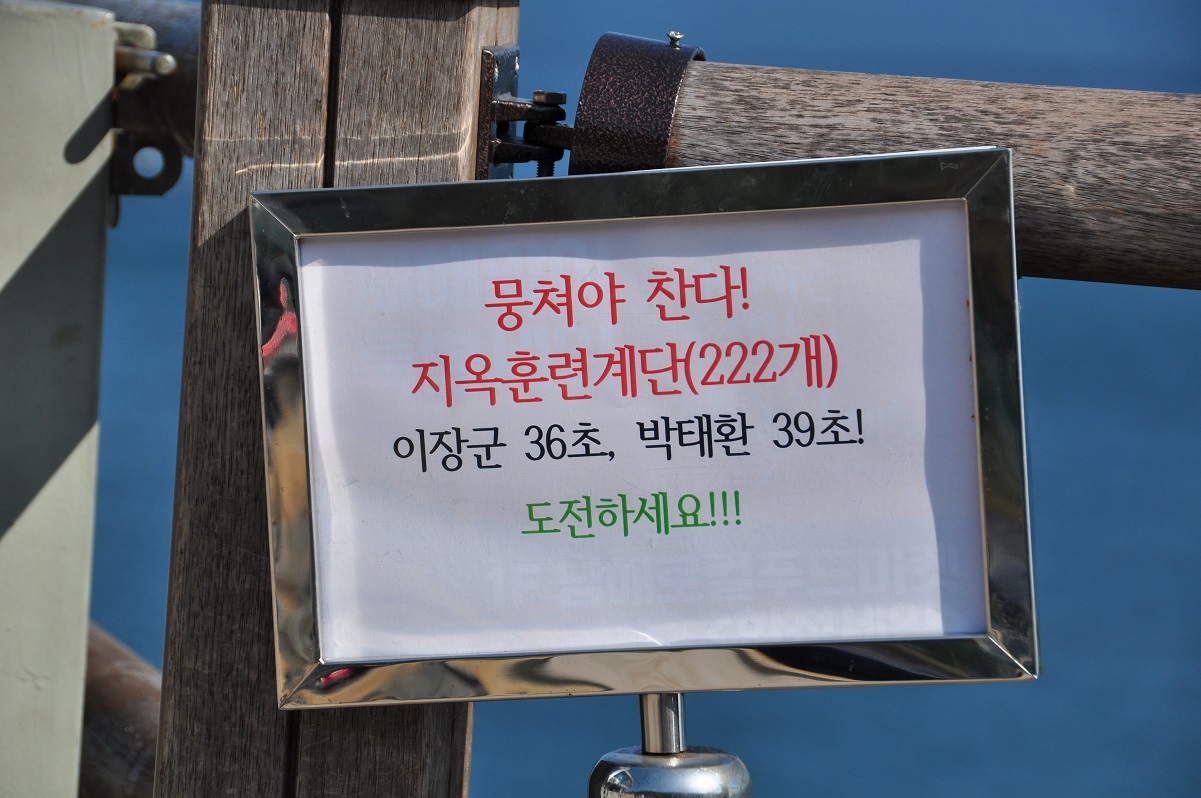 뭉쳐야 찬다!
지옥훈련계단(222개)
이장군 36초, 박태환 39초!
도전하세요!!!